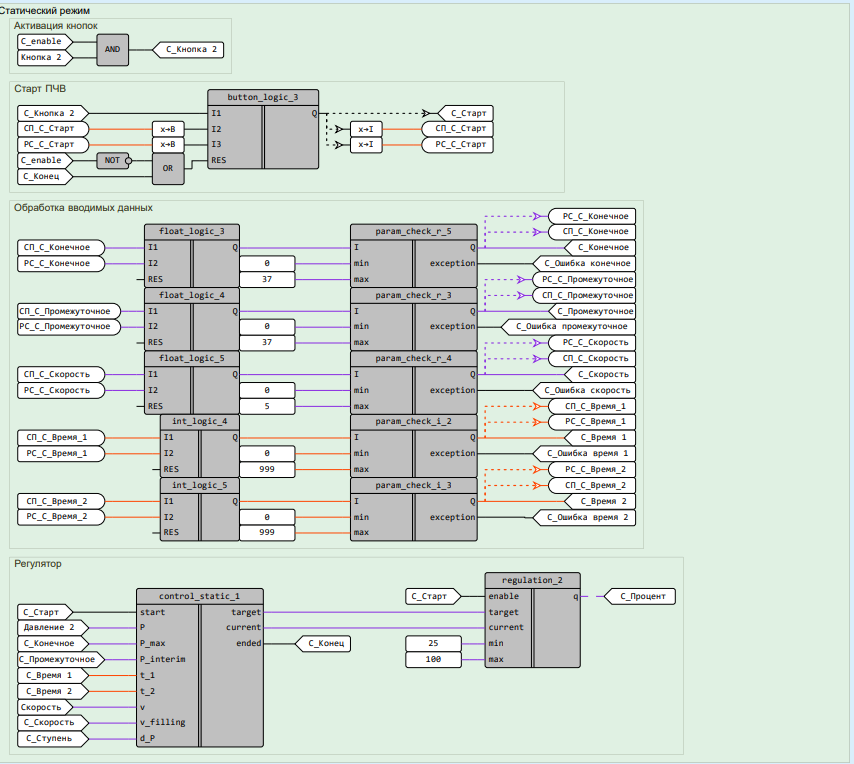 Статический режим
Активация кнопок
C_enable
Кнопка 2
AND
С_Кнопка 2
Старт ПЧВ
button_logic_3
С_Кнопка 2
I1
Q
С_Старт
СП_С_Старт
x→B
I2
x→I
СП_С_Старт
РС_С_Старт
x→B
I3
x→I
РС_С_Старт
C_enable
NOT
OR
RES
С_Конец
Обработка вводимых данных
РС_С_Конечное
float_logic_3
param_check_r_5
СП_С_Конечное
СП_С_Конечное
I1
Q
I
Q
С_Конечное
РС_С_Конечное
I2
0
min
exception
С_Ошибка конечное
RES
37
max
РС_С_Промежуточное
float_logic_4
param_check_r_3
СП_С_Промежуточное
СП_С_Промежуточное
I1
Q
I
Q
С_Промежуточное
РС_С_Промежуточное
I2
0
min
exception
С_Ошибка промежуточное
RES
37
max
РС_С_Скорость
float_logic_5
param_check_r_4
СП_С_Скорость
СП_С_Скорость
I1
Q
I
Q
С_Скорость
РС_С_Скорость
I2
0
min
exception
С_Ошибка скорость
RES
5
max
СП_С_Время_1
int_logic_4
param_check_i_2
РС_С_Время_1
СП_С_Время_1
I1
Q
I
Q
С_Время 1
РС_С_Время_1
I2
0
min
exception
С_Ошибка время 1
RES
999
max
РС_С_Время_2
int_logic_5
param_check_i_3
СП_С_Время_2
СП_С_Время_2
I1
Q
I
Q
С_Время 2
РС_С_Время_2
I2
0
min
exception
С_Ошибка время 2
RES
999
max
Регулятор
regulation_2
control_static_1
С_Старт
enable
q
С_Процент
С_Старт
start
target
target
Давление 2
P
current
current
С_Конечное
P_max
ended
С_Конец
25
min
С_Промежуточное
P_interim
100
max
С_Время 1
t_1
С_Время 2
t_2
Скорость
v
С_Скорость
v_filling
С_Ступень
d_P